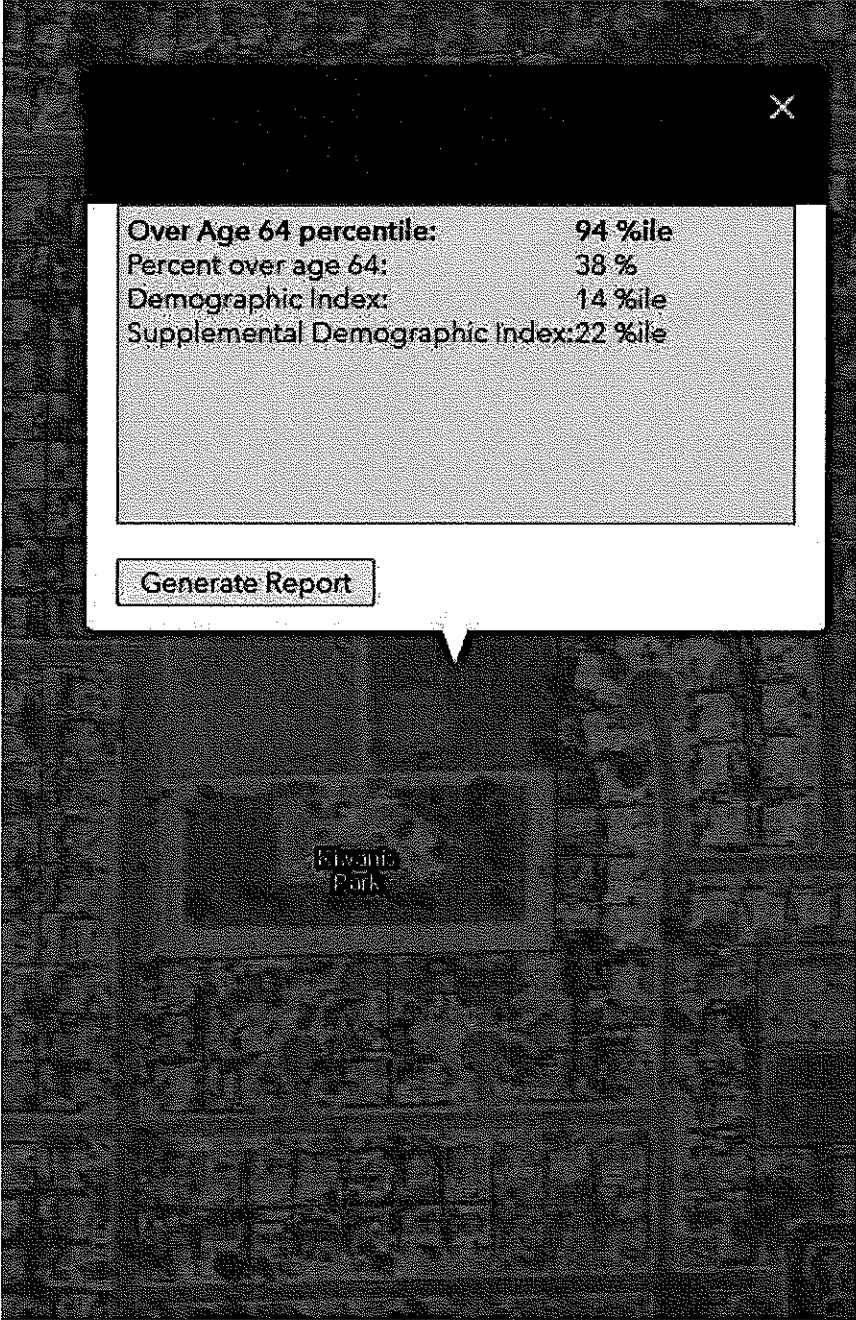 Over Age 64 percentile: 94 %ile
Percent over age 64: 38 %
Demographic Index: 14 %ile
Supplemental Demographic Index:22 %ile
Generate Report
Kiwanis
Park